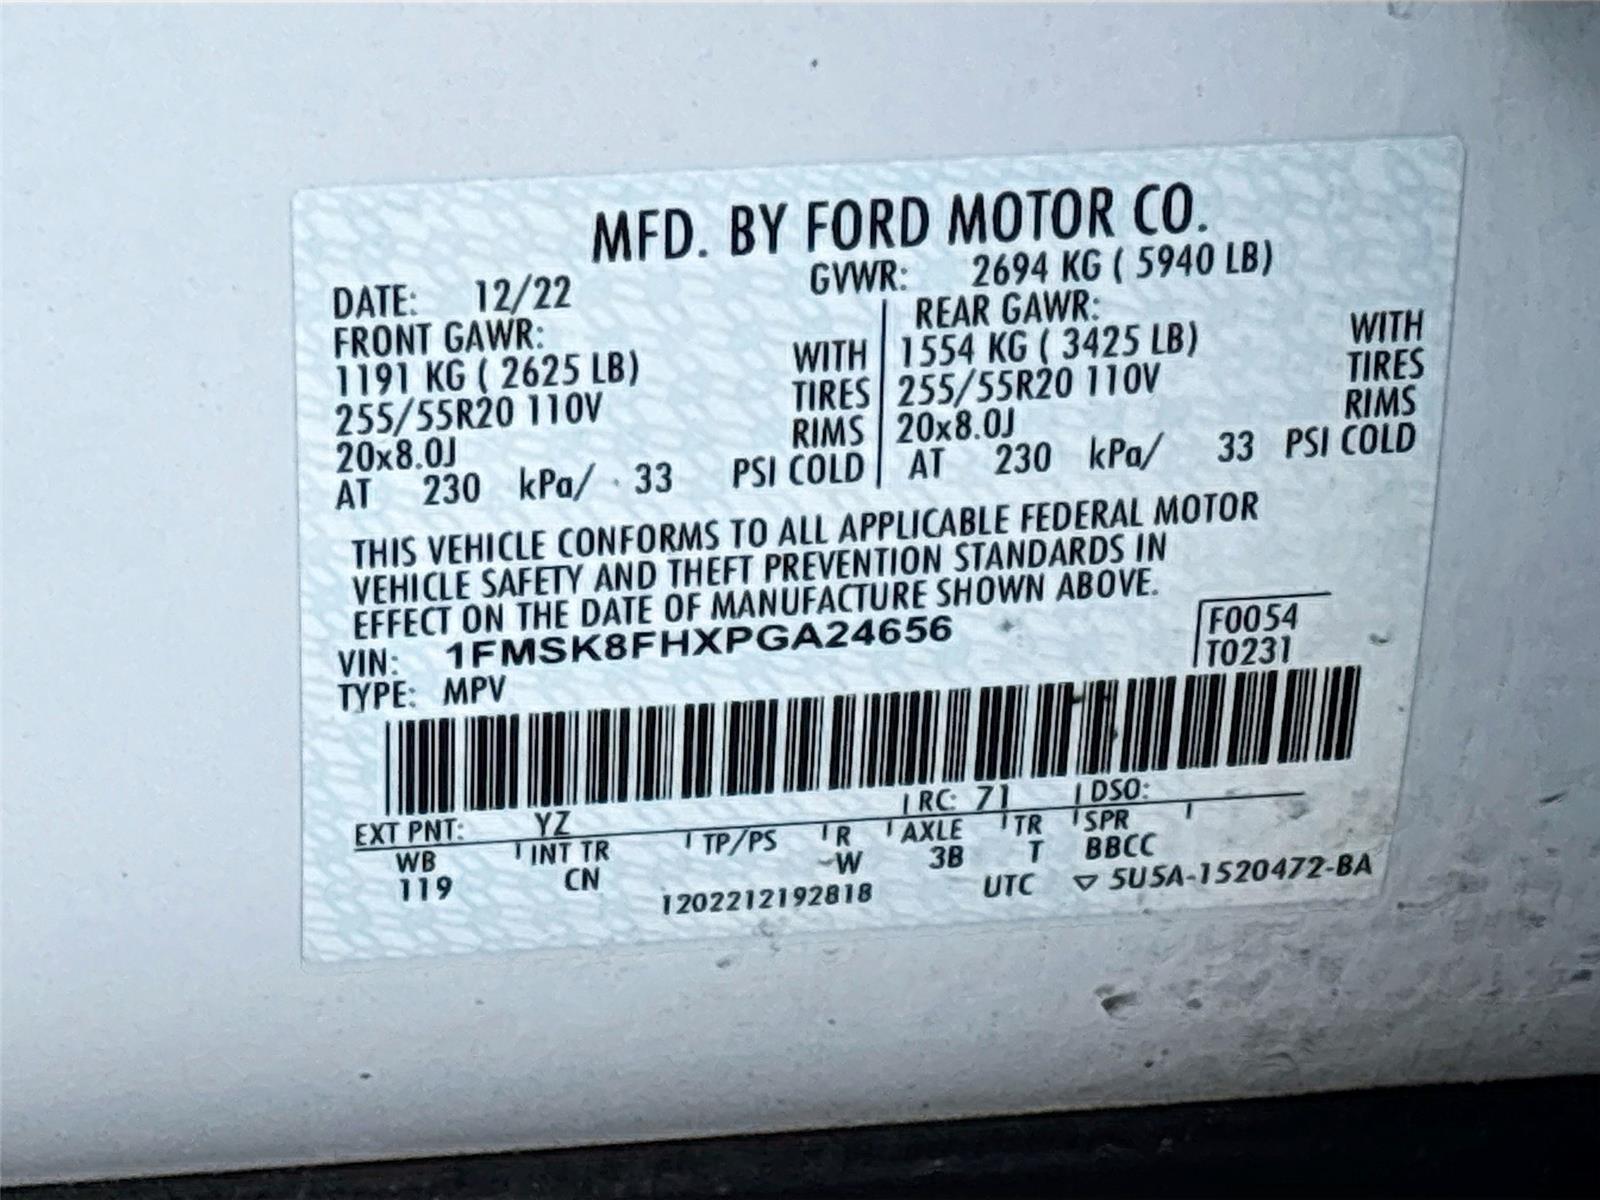 MFD. BY FORD MOTOR CO.
DATE: 12/22 GVWR: 2694 KG ( 5940 LB)
FRONT GAWR: REAR GAWR:
1191 KG ( 2625 LB) WITH 1554 KG ( 3425 LB) WITH
255/55R20 110V TIRES 255/55R20 110V TIRES
20x8.0J RIMS 20x8.0J RIMS
AT 230 kPa/ 33 PSI COLD AT 230 kPa/ 33 PSI COLD
THIS VEHICLE CONFORMS TO ALL APPLICABLE FEDERAL MOTOR
VEHICLE SAFETY AND THEFT PREVENTION STANDARDS IN
EFFECT ON THE DATE OF MANUFACTURE SHOWN ABOVE.
VIN: 1FMSK8FHXPGA24656 F0054
TYPE: MPV T0231
EXT PNT: YZ RC: 71 DSO:
WB INT TR TP/PS R AXLE TR SPR
119 CN W 3B T BBCC
1202212192818 UTC ▽ 5U5A-1520472-BA